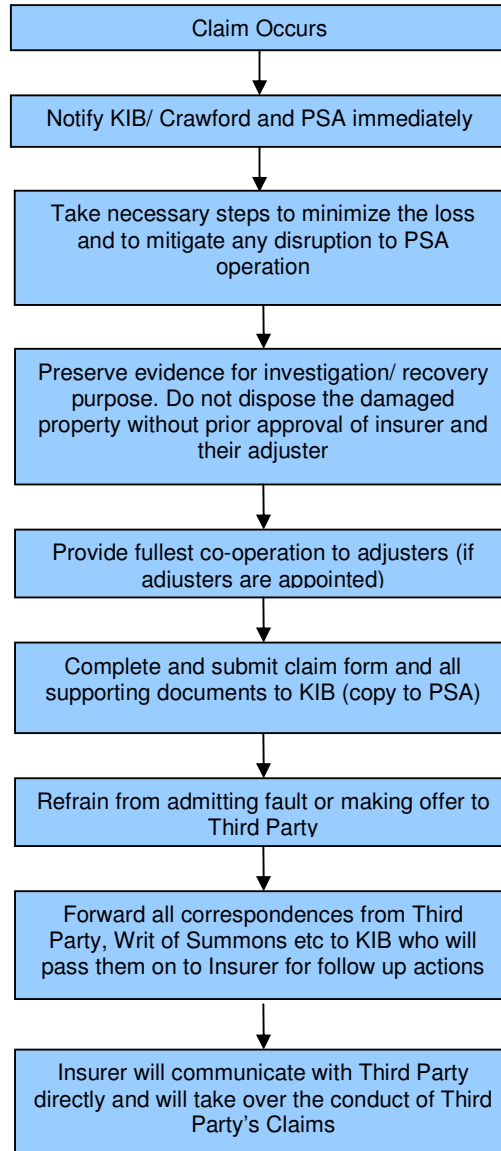 Claim Occurs
Notify KIB/ Crawford and PSA immediately
Take necessary steps to minimize the loss
and to mitigate any disruption to PSA
operation
Preserve evidence for investigation/ recovery
purpose. Do not dispose the damaged
property without prior approval of insurer and
their adjuster
Provide fullest co-operation to adjusters (if
adjusters are appointed)
Complete and submit claim form and all
supporting documents to KIB (copy to PSA)
Refrain from admitting fault or making offer to
Third Party
Forward all correspondences from Third
Party, Writ of Summons etc to KIB who will
pass them on to Insurer for follow up actions
Insurer will communicate with Third Party
directly and will take over the conduct of Third
Party's Claims